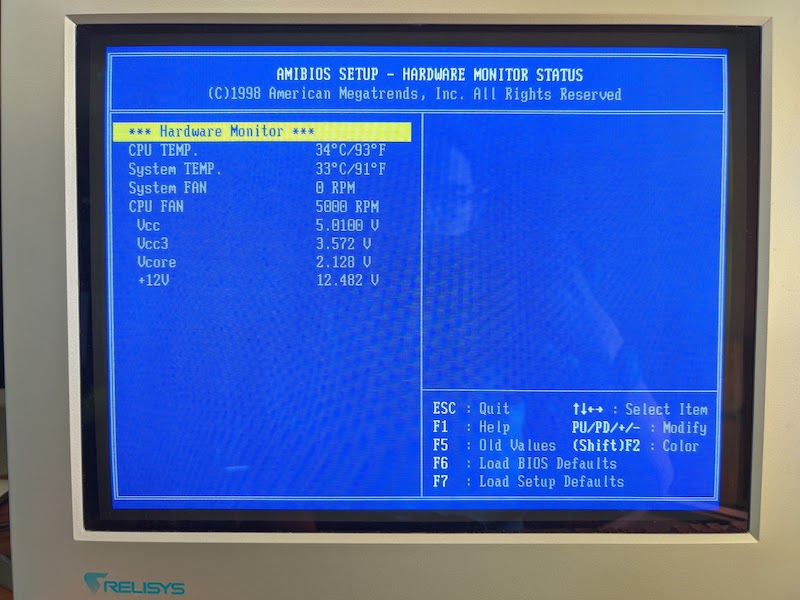 AMIBIOS SETUP - HARDWARE MONITOR STATUS
(C)1998 American Megatrends, Inc. All Rights Reserved
*** Hardware Monitor ***
CPU TEMP. 34°C/93°F
System TEMP. 33°C/91°F
System FAN 0 RPM
CPU FAN 5000 RPM
Vcc 5.0100 V
Vcc3 3.572 V
Vcore 2.128 V
+12V 12.482 V
ESC : Quit ↑↓←→ : Select Item
F1 : Help PU/PD/+/- : Modify
F5 : Old Values (Shift)F2 : Color
F6 : Load BIOS Defaults
F7 : Load Setup Defaults
RELISYS